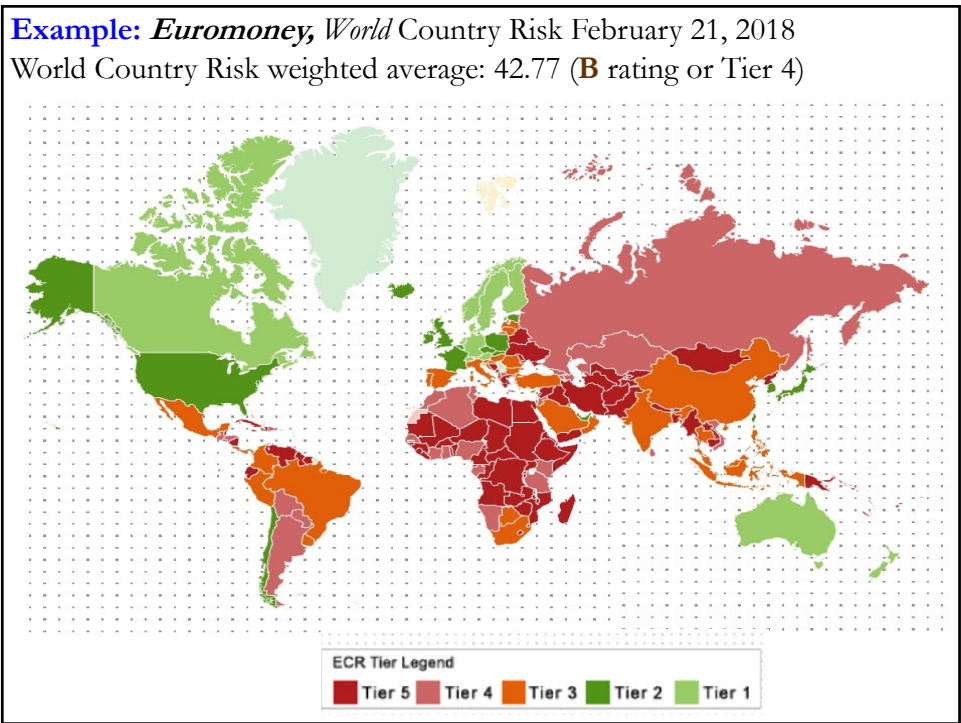 Example: Euromoney, World Country Risk February 21, 2018
World Country Risk weighted average: 42.77 (B rating or Tier 4)
ECR Tier Legend
Tier 5 Tier 4 Tier 3 Tier 2 Tier 1